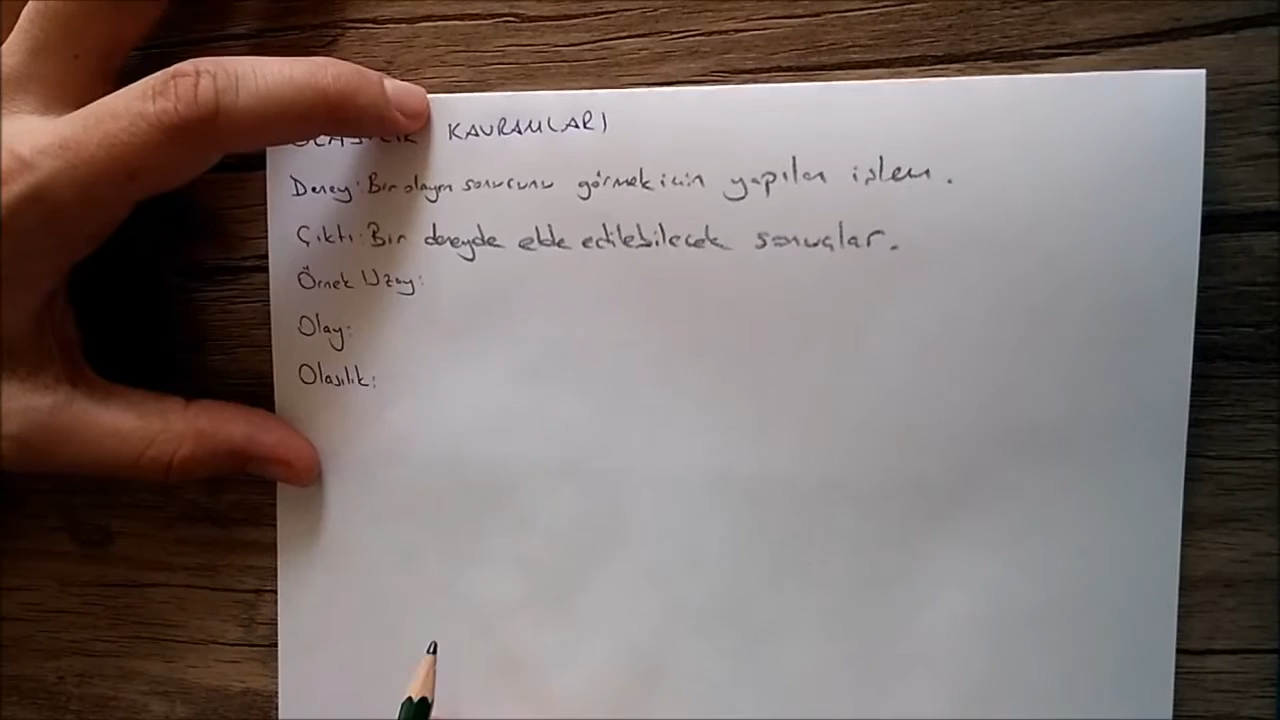 OLASILIK KAVRAMLARI
Deney: Bir olayın sonucunu görmek için yapılan işlem.
Çıktı: Bir deneyde elde edilebilecek sonuçlar.
Örnek Uzay:
Olay:
Olasılık: